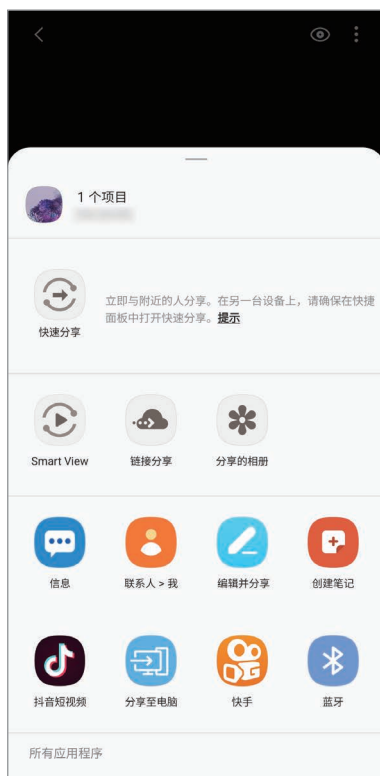 1 个项目
快速分享
立即与附近的人分享。在另一台设备上，请确保在快捷
面板中打开快速分享。提示
Smart View
链接分享
分享的相册
信息
联系人 > 我
编辑并分享
创建笔记
抖音短视频
分享至电脑
快手
蓝牙
所有应用程序